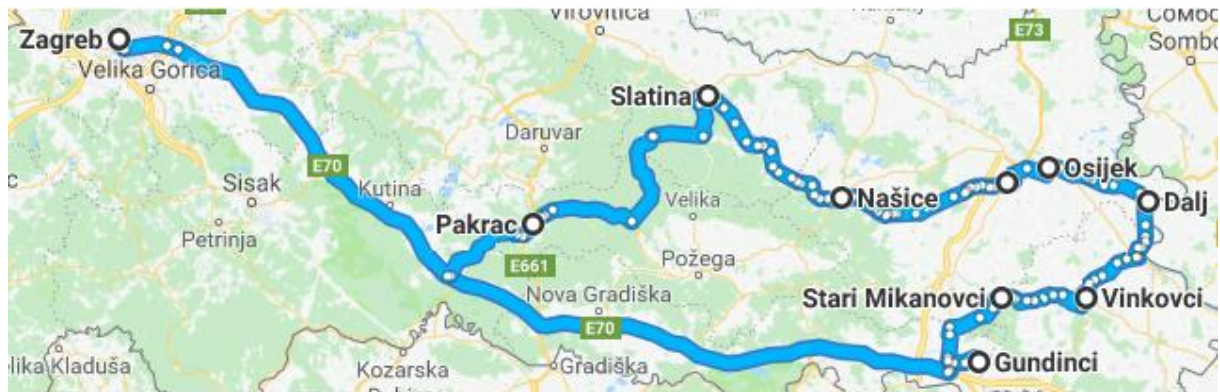 Virovitica
E73
Zagreb
Velika Gorica
Slatina
Daruvar
E70
Sisak
Kutina
Osijek
Velika
Našice
Dalj
Petrinja
Pakrac
E661
Požega
Nova Gradiška
Stari Mikanovci
Vinkovci
E70
Kozarska
Gradiška
Gundinci